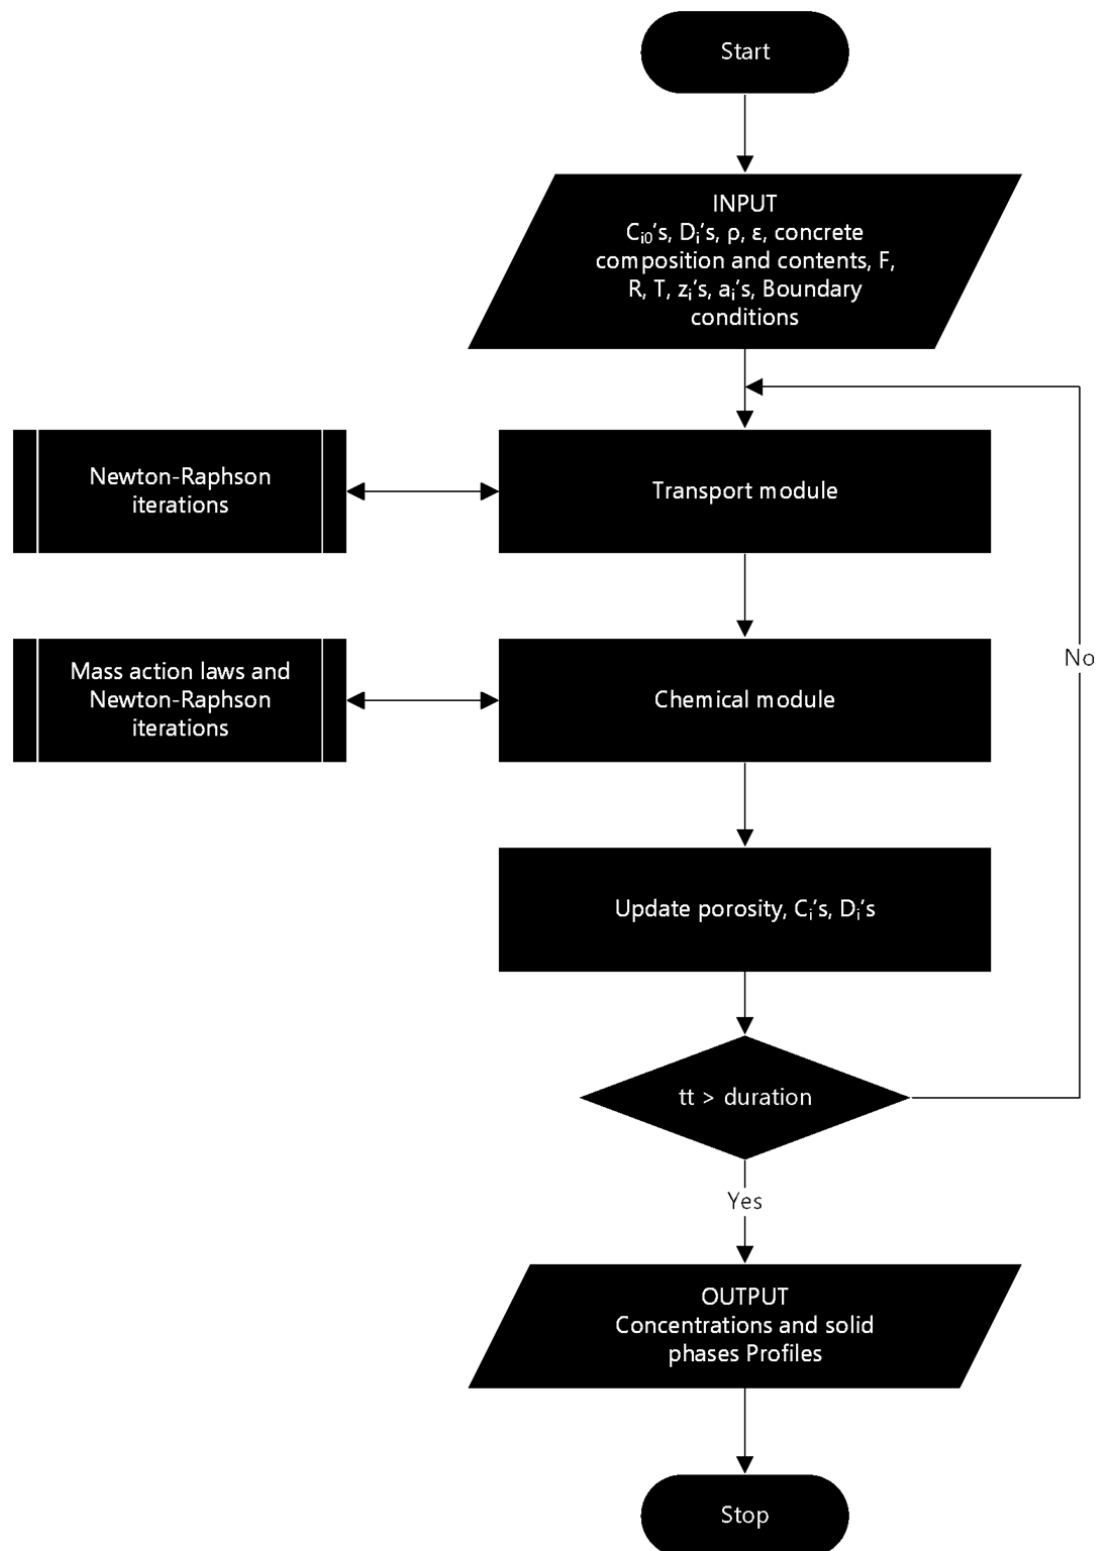 Start
INPUT
Cᵢ₀'s, Dᵢ's, ρ, ε, concrete
composition and contents, F,
R, T, zᵢ's, aᵢ's, Boundary
conditions
Newton-Raphson
iterations
Transport module
Mass action laws and
Newton-Raphson
iterations
Chemical module
No
Update porosity, Cᵢ's, Dᵢ's
tt > duration
Yes
OUTPUT
Concentrations and solid
phases Profiles
Stop